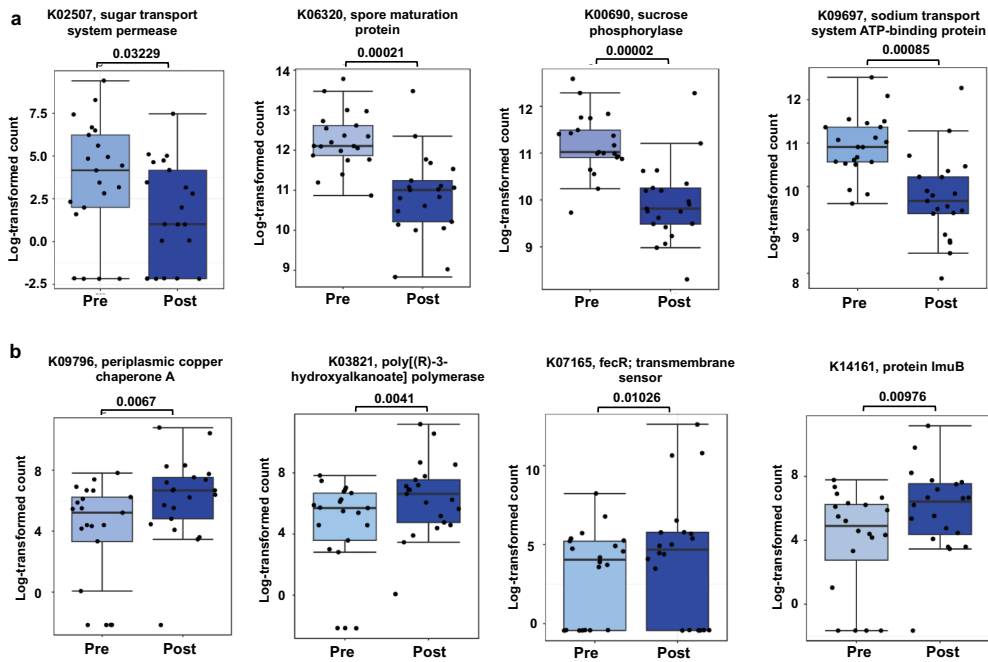 a
K02507, sugar transport
system permease
0.03229
Log-transformed count
7.5
5.0
2.5
0.0
-2.5
Pre
Post
K06320, spore maturation
protein
0.00021
Log-transformed count
14
13
12
11
10
9
Pre
Post
K00690, sucrose
phosphorylase
0.00002
Log-transformed count
12
11
10
9
Pre
Post
K09697, sodium transport
system ATP-binding protein
0.00085
Log-transformed count
11
10
9
8
Pre
Post
b
K09796, periplasmic copper
chaperone A
0.0067
Log-transformed count
8
4
0
Pre
Post
K03821, poly[(R)-3-
hydroxyalkanoate] polymerase
0.0041
Log-transformed count
8
4
0
Pre
Post
K07165, fecR; transmembrane
sensor
0.01026
Log-transformed count
10
5
0
Pre
Post
K14161, protein ImuB
0.00976
Log-transformed count
8
4
0
Pre
Post